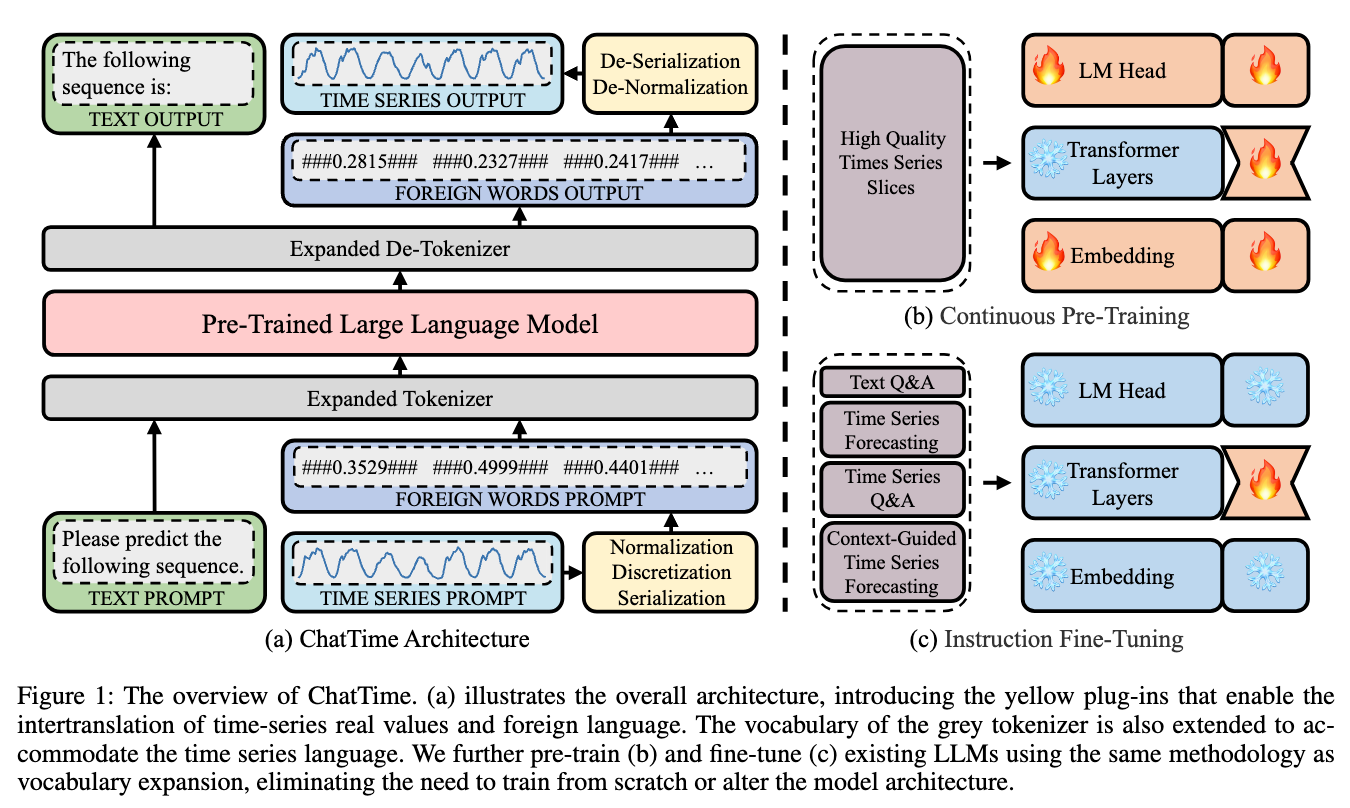 The following
sequence is:
TEXT OUTPUT
TIME SERIES OUTPUT
De-Serialization
De-Normalization
###0.2815### ###0.2327### ###0.2417### ...
FOREIGN WORDS OUTPUT
Expanded De-Tokenizer
Pre-Trained Large Language Model
Expanded Tokenizer
###0.3529### ###0.4999### ###0.4401### ...
FOREIGN WORDS PROMPT
Please predict the
following sequence.
TEXT PROMPT
TIME SERIES PROMPT
Normalization
Discretization
Serialization
(a) ChatTime Architecture
High Quality
Times Series
Slices
LM Head
Transformer
Layers
Embedding
(b) Continuous Pre-Training
Text Q&A
Time Series
Forecasting
Time Series
Q&A
Context-Guided
Time Series
Forecasting
LM Head
Transformer
Layers
Embedding
(c) Instruction Fine-Tuning
Figure 1: The overview of ChatTime. (a) illustrates the overall architecture, introducing the yellow plug-ins that enable the
intertranslation of time-series real values and foreign language. The vocabulary of the grey tokenizer is also extended to ac-
commodate the time series language. We further pre-train (b) and fine-tune (c) existing LLMs using the same methodology as
vocabulary expansion, eliminating the need to train from scratch or alter the model architecture.